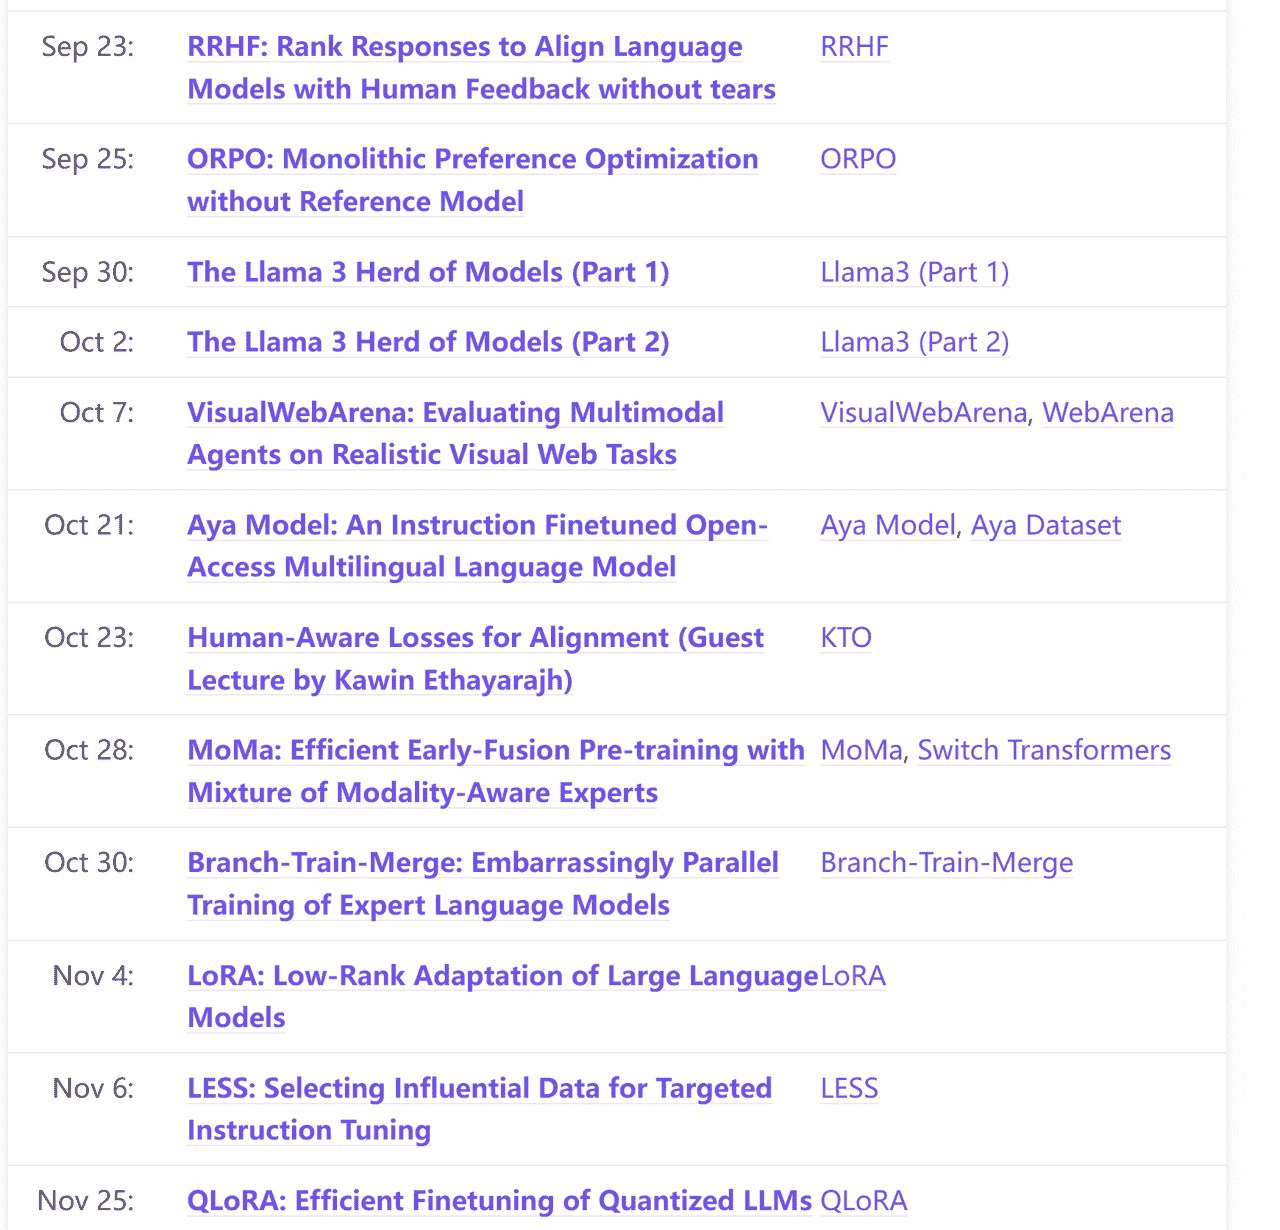 Sep 23: RRHF: Rank Responses to Align Language RRHF
Models with Human Feedback without tears
Sep 25: ORPO: Monolithic Preference Optimization ORPO
without Reference Model
Sep 30: The Llama 3 Herd of Models (Part 1) Llama3 (Part 1)
Oct 2: The Llama 3 Herd of Models (Part 2) Llama3 (Part 2)
Oct 7: VisualWebArena: Evaluating Multimodal VisualWebArena, WebArena
Agents on Realistic Visual Web Tasks
Oct 21: Aya Model: An Instruction Finetuned Open- Aya Model, Aya Dataset
Access Multilingual Language Model
Oct 23: Human-Aware Losses for Alignment (Guest KTO
Lecture by Kawin Ethayarajh)
Oct 28: MoMa: Efficient Early-Fusion Pre-training with MoMa, Switch Transformers
Mixture of Modality-Aware Experts
Oct 30: Branch-Train-Merge: Embarrassingly Parallel Branch-Train-Merge
Training of Expert Language Models
Nov 4: LoRA: Low-Rank Adaptation of Large Language LoRA
Models
Nov 6: LESS: Selecting Influential Data for Targeted LESS
Instruction Tuning
Nov 25: QLoRA: Efficient Finetuning of Quantized LLMs QLoRA